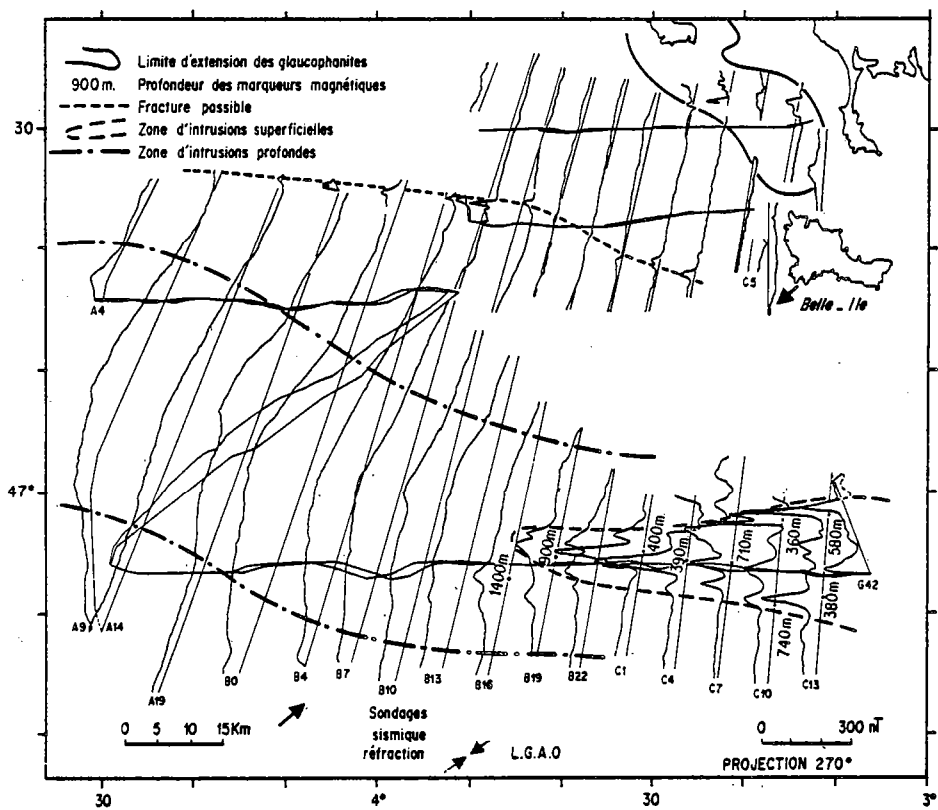 Limite d'extension des glaucophanites
900 m. Profondeur des marqueurs magnétiques
Fracture possible
Zone d'intrusions superficielles
Zone d'intrusions profondes
30
47°
A4
C5
Belle-Ile
1400m
900m
400m
390m
710m
360m
580m
380m
740m
G42
A9
A14
A19
B0
B4
B7
B10
B13
B16
B19
B22
C1
C4
C7
C10
C13
0 5 10 15Km
Sondages
sismique
réfraction
L.G.A.O
0 300 nT
PROJECTION 270°
30 4° 30 3°